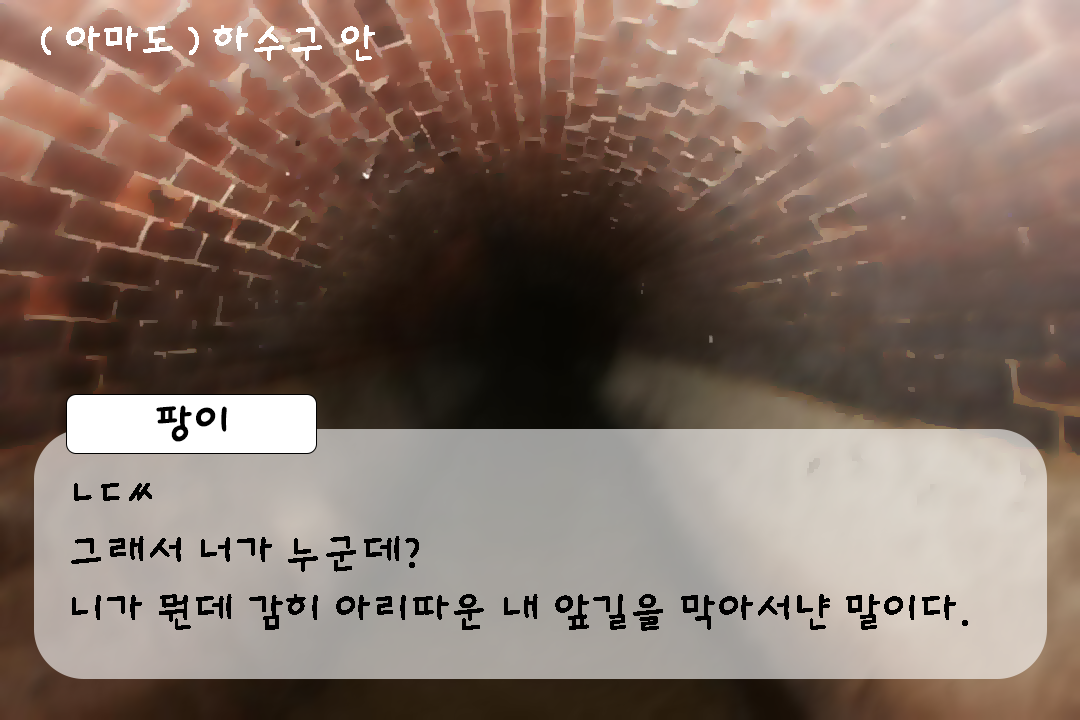 ( 아마도 ) 하수구 안
팡이
ㄴㄷㅆ
그래서 너가 누군데?
니가 뭔데 감히 아리따운 내 앞길을 막아서냔 말이다.